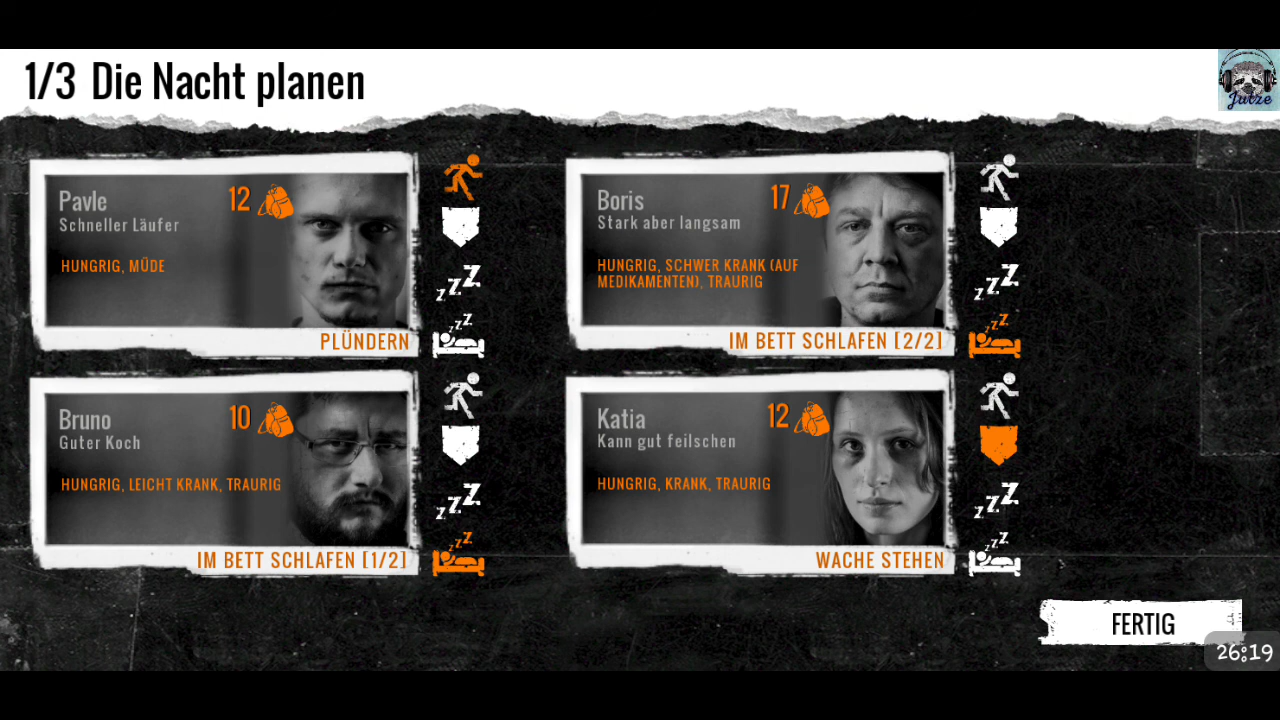 1/3 Die Nacht planen
Jutze
Pavle
12
Schneller Läufer
HUNGRIG, MÜDE
PLÜNDERN
Boris
17
Stark aber langsam
HUNGRIG, SCHWER KRANK (AUF
MEDIKAMENTEN), TRAURIG
IM BETT SCHLAFEN [2/2]
Bruno
10
Guter Koch
HUNGRIG, LEICHT KRANK, TRAURIG
IM BETT SCHLAFEN [1/2]
Katia
12
Kann gut feilschen
HUNGRIG, KRANK, TRAURIG
WACHE STEHEN
FERTIG
26:19